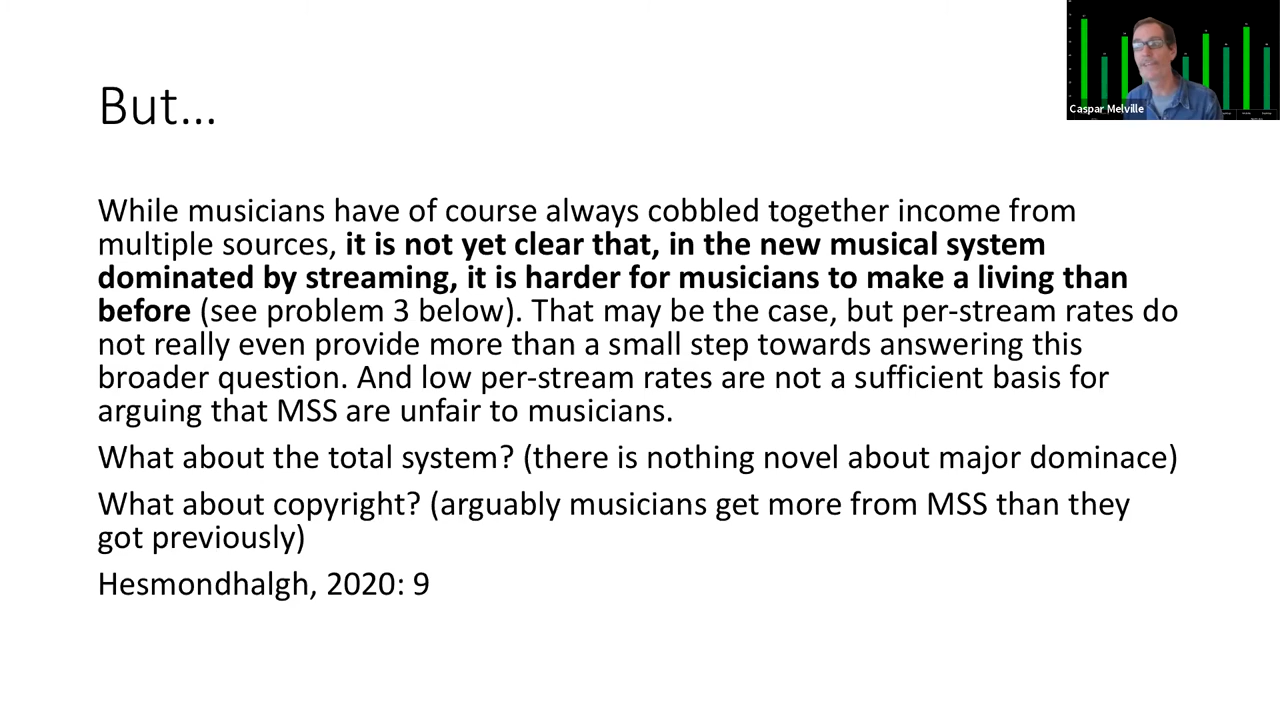 But...
While musicians have of course always cobbled together income from
multiple sources, it is not yet clear that, in the new musical system
dominated by streaming, it is harder for musicians to make a living than
before (see problem 3 below). That may be the case, but per-stream rates do
not really even provide more than a small step towards answering this
broader question. And low per-stream rates are not a sufficient basis for
arguing that MSS are unfair to musicians.
What about the total system? (there is nothing novel about major dominace)
What about copyright? (arguably musicians get more from MSS than they
got previously)
Hesmondhalgh, 2020: 9
Caspar Melville